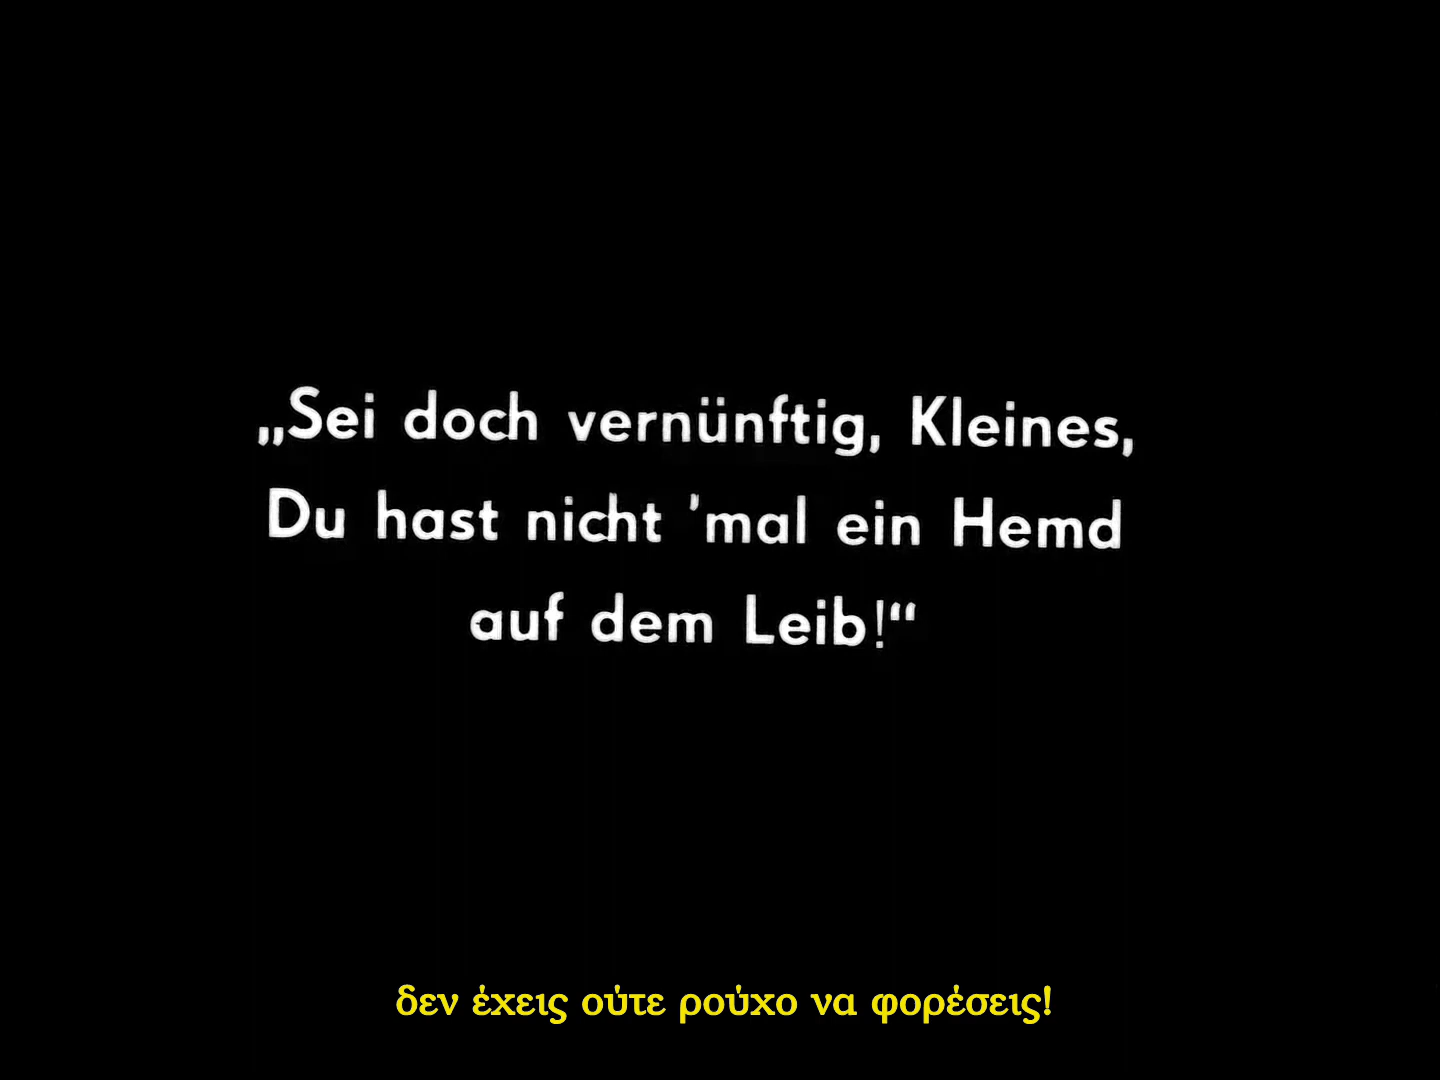 „Sei doch vernünftig, Kleines,
Du hast nicht 'mal ein Hemd
auf dem Leib!“
δεν έχεις ούτε ρούχο να φορέσεις!